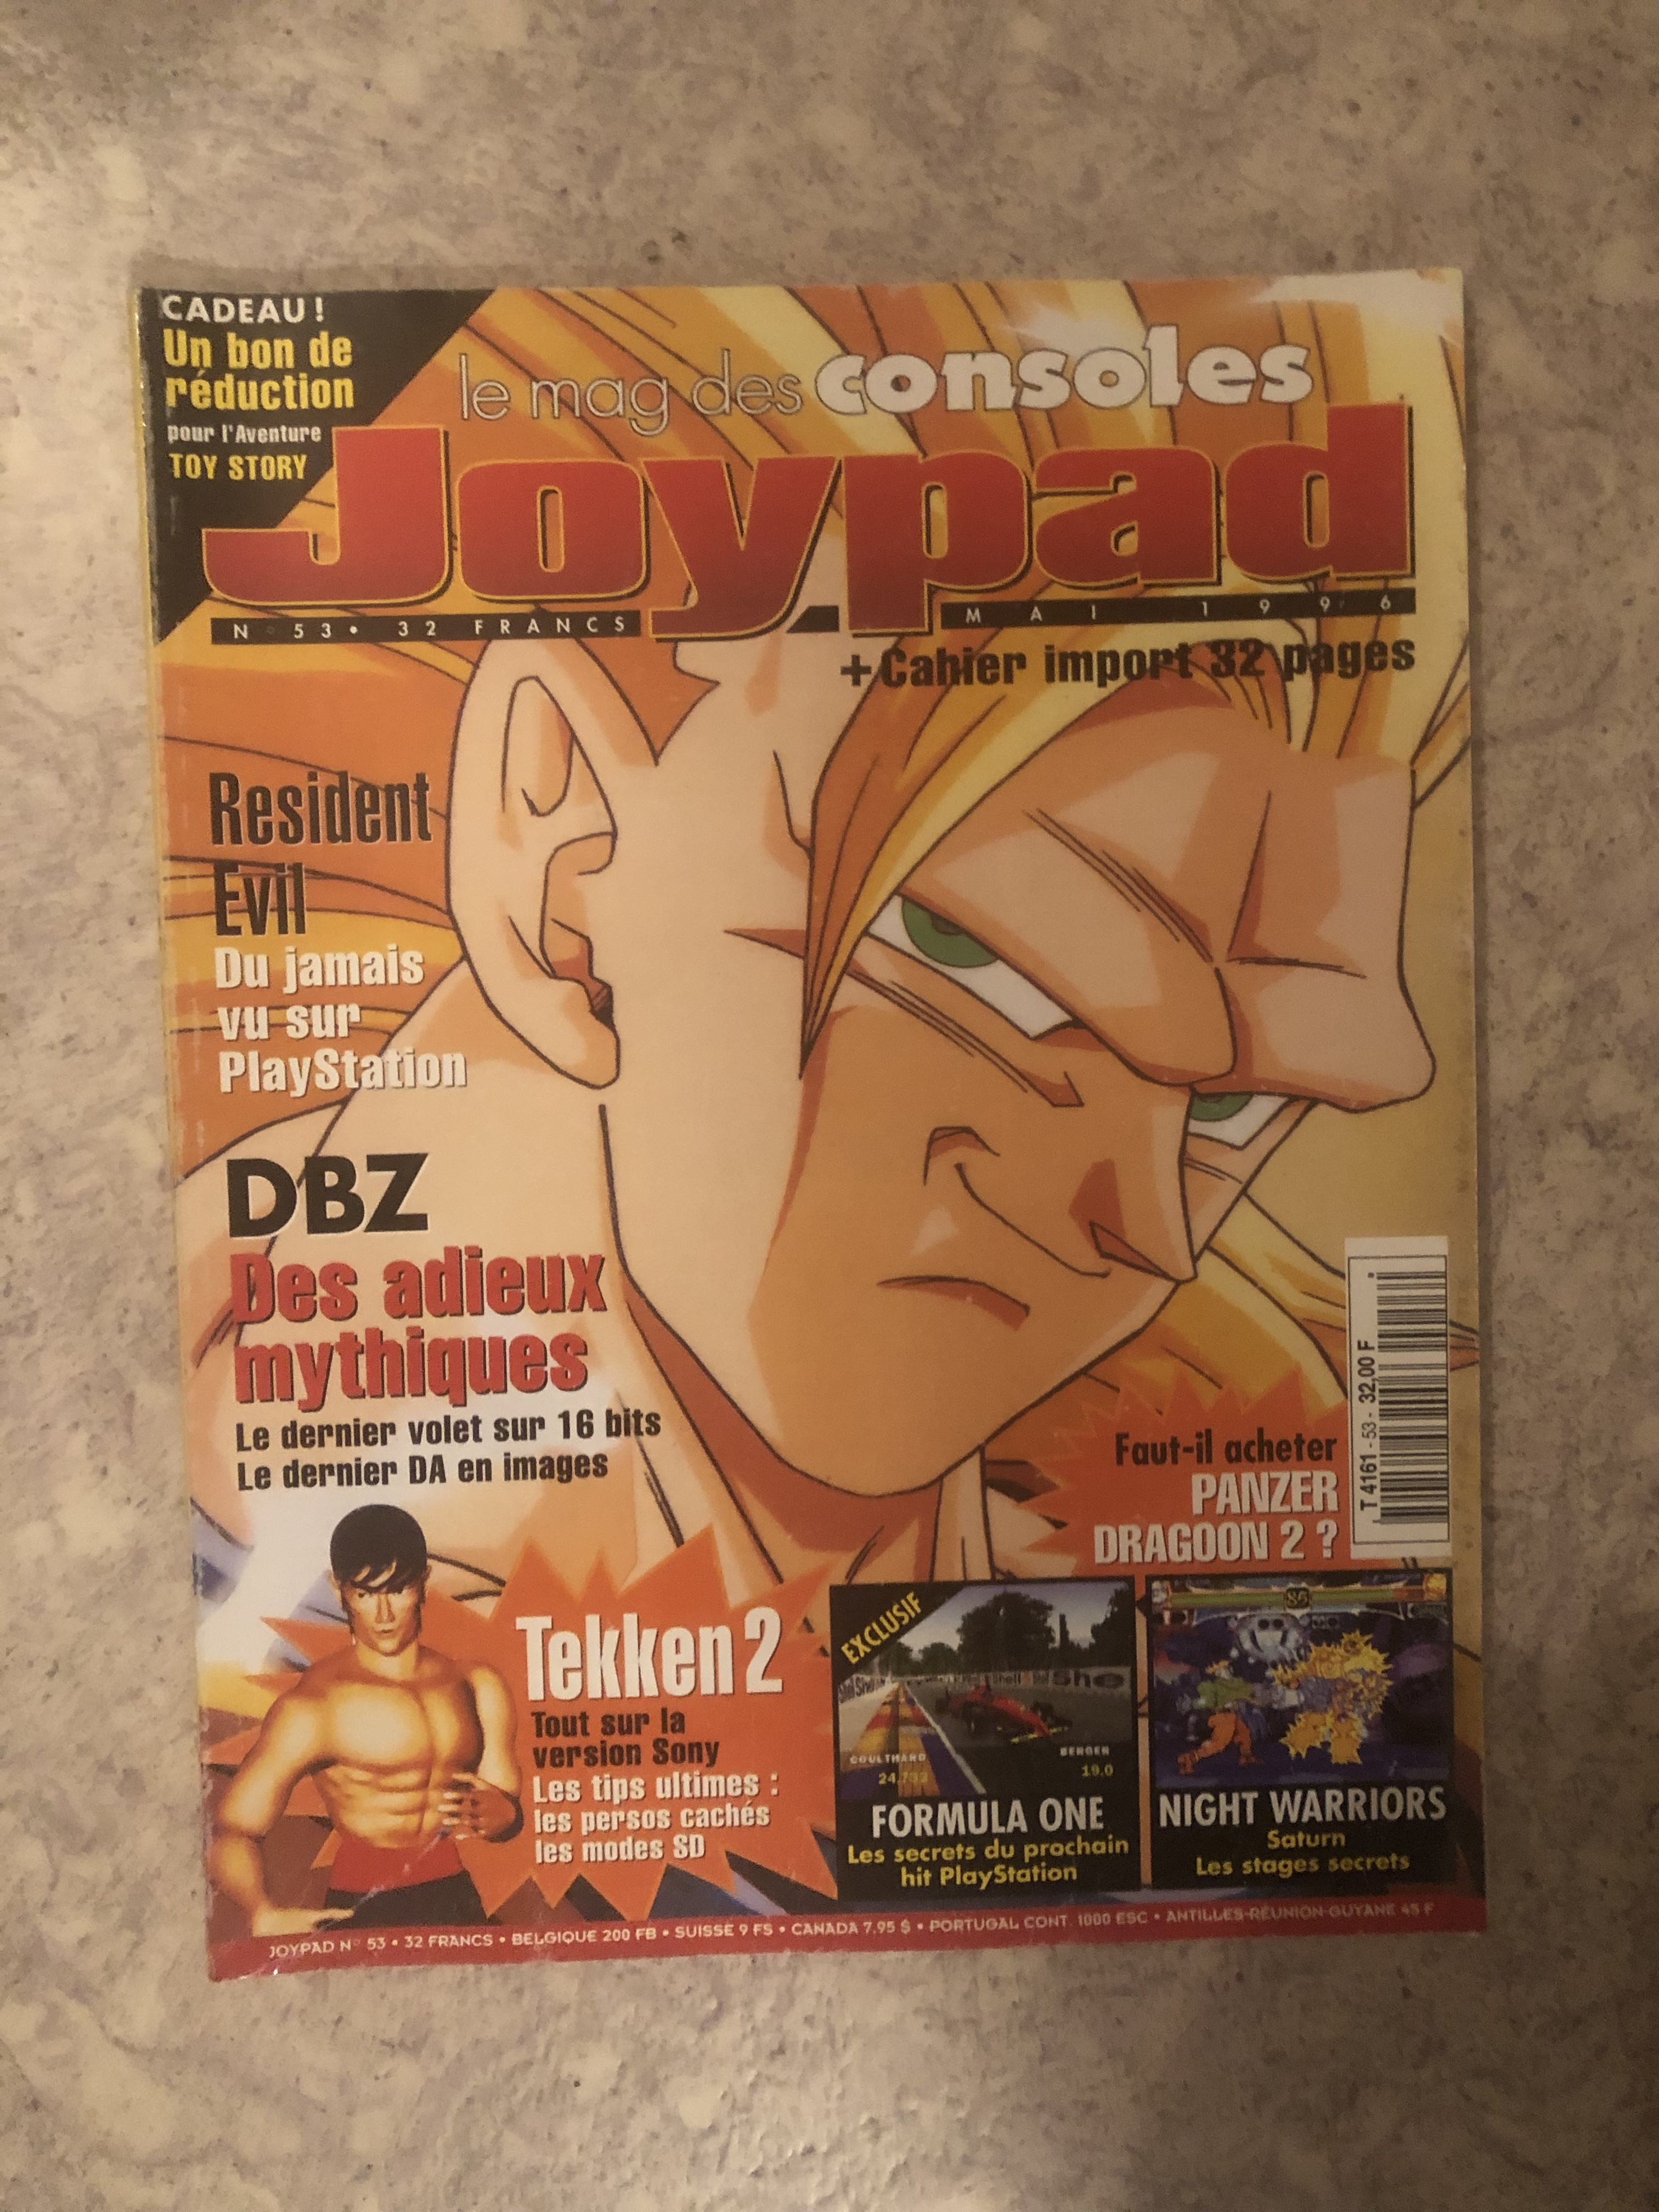 CADEAU !
Un bon de
réduction
pour l'Aventure
TOY STORY
le mag des consoles
Joypad
N° 53 • 32 FRANCS
MAI 1996
+ Cahier import 32 pages
Resident
Evil
Du jamais
vu sur
PlayStation
DBZ
Des adieux
mythiques
Le dernier volet sur 16 bits
Le dernier DA en images
Faut-il acheter
PANZER
DRAGOON 2 ?
T 4161 - 53 - 32,00 F
Tekken 2
Tout sur la
version Sony
Les tips ultimes :
les persos cachés
les modes SD
EXCLUSIF
Shell
COULTHARD
BERGER
19.0
FORMULA ONE
Les secrets du prochain
hit PlayStation
86
NIGHT WARRIORS
Saturn
Les stages secrets
JOYPAD N° 53 • 32 FRANCS • BELGIQUE 200 FB • SUISSE 9 FS • CANADA 7,95 $ • PORTUGAL CONT. 1000 ESC • ANTILLES-RÉUNION-GUYANE 45 F